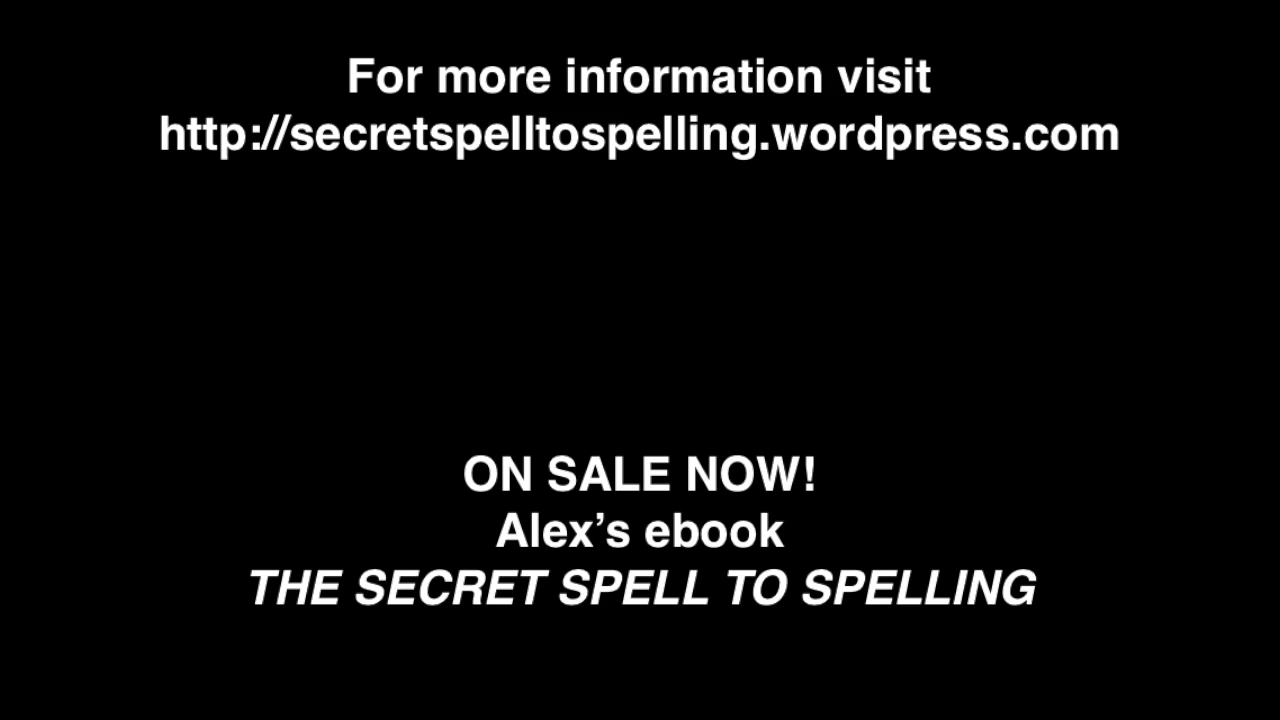 For more information visit
http://secretspelltospelling.wordpress.com
ON SALE NOW!
Alex’s ebook
THE SECRET SPELL TO SPELLING